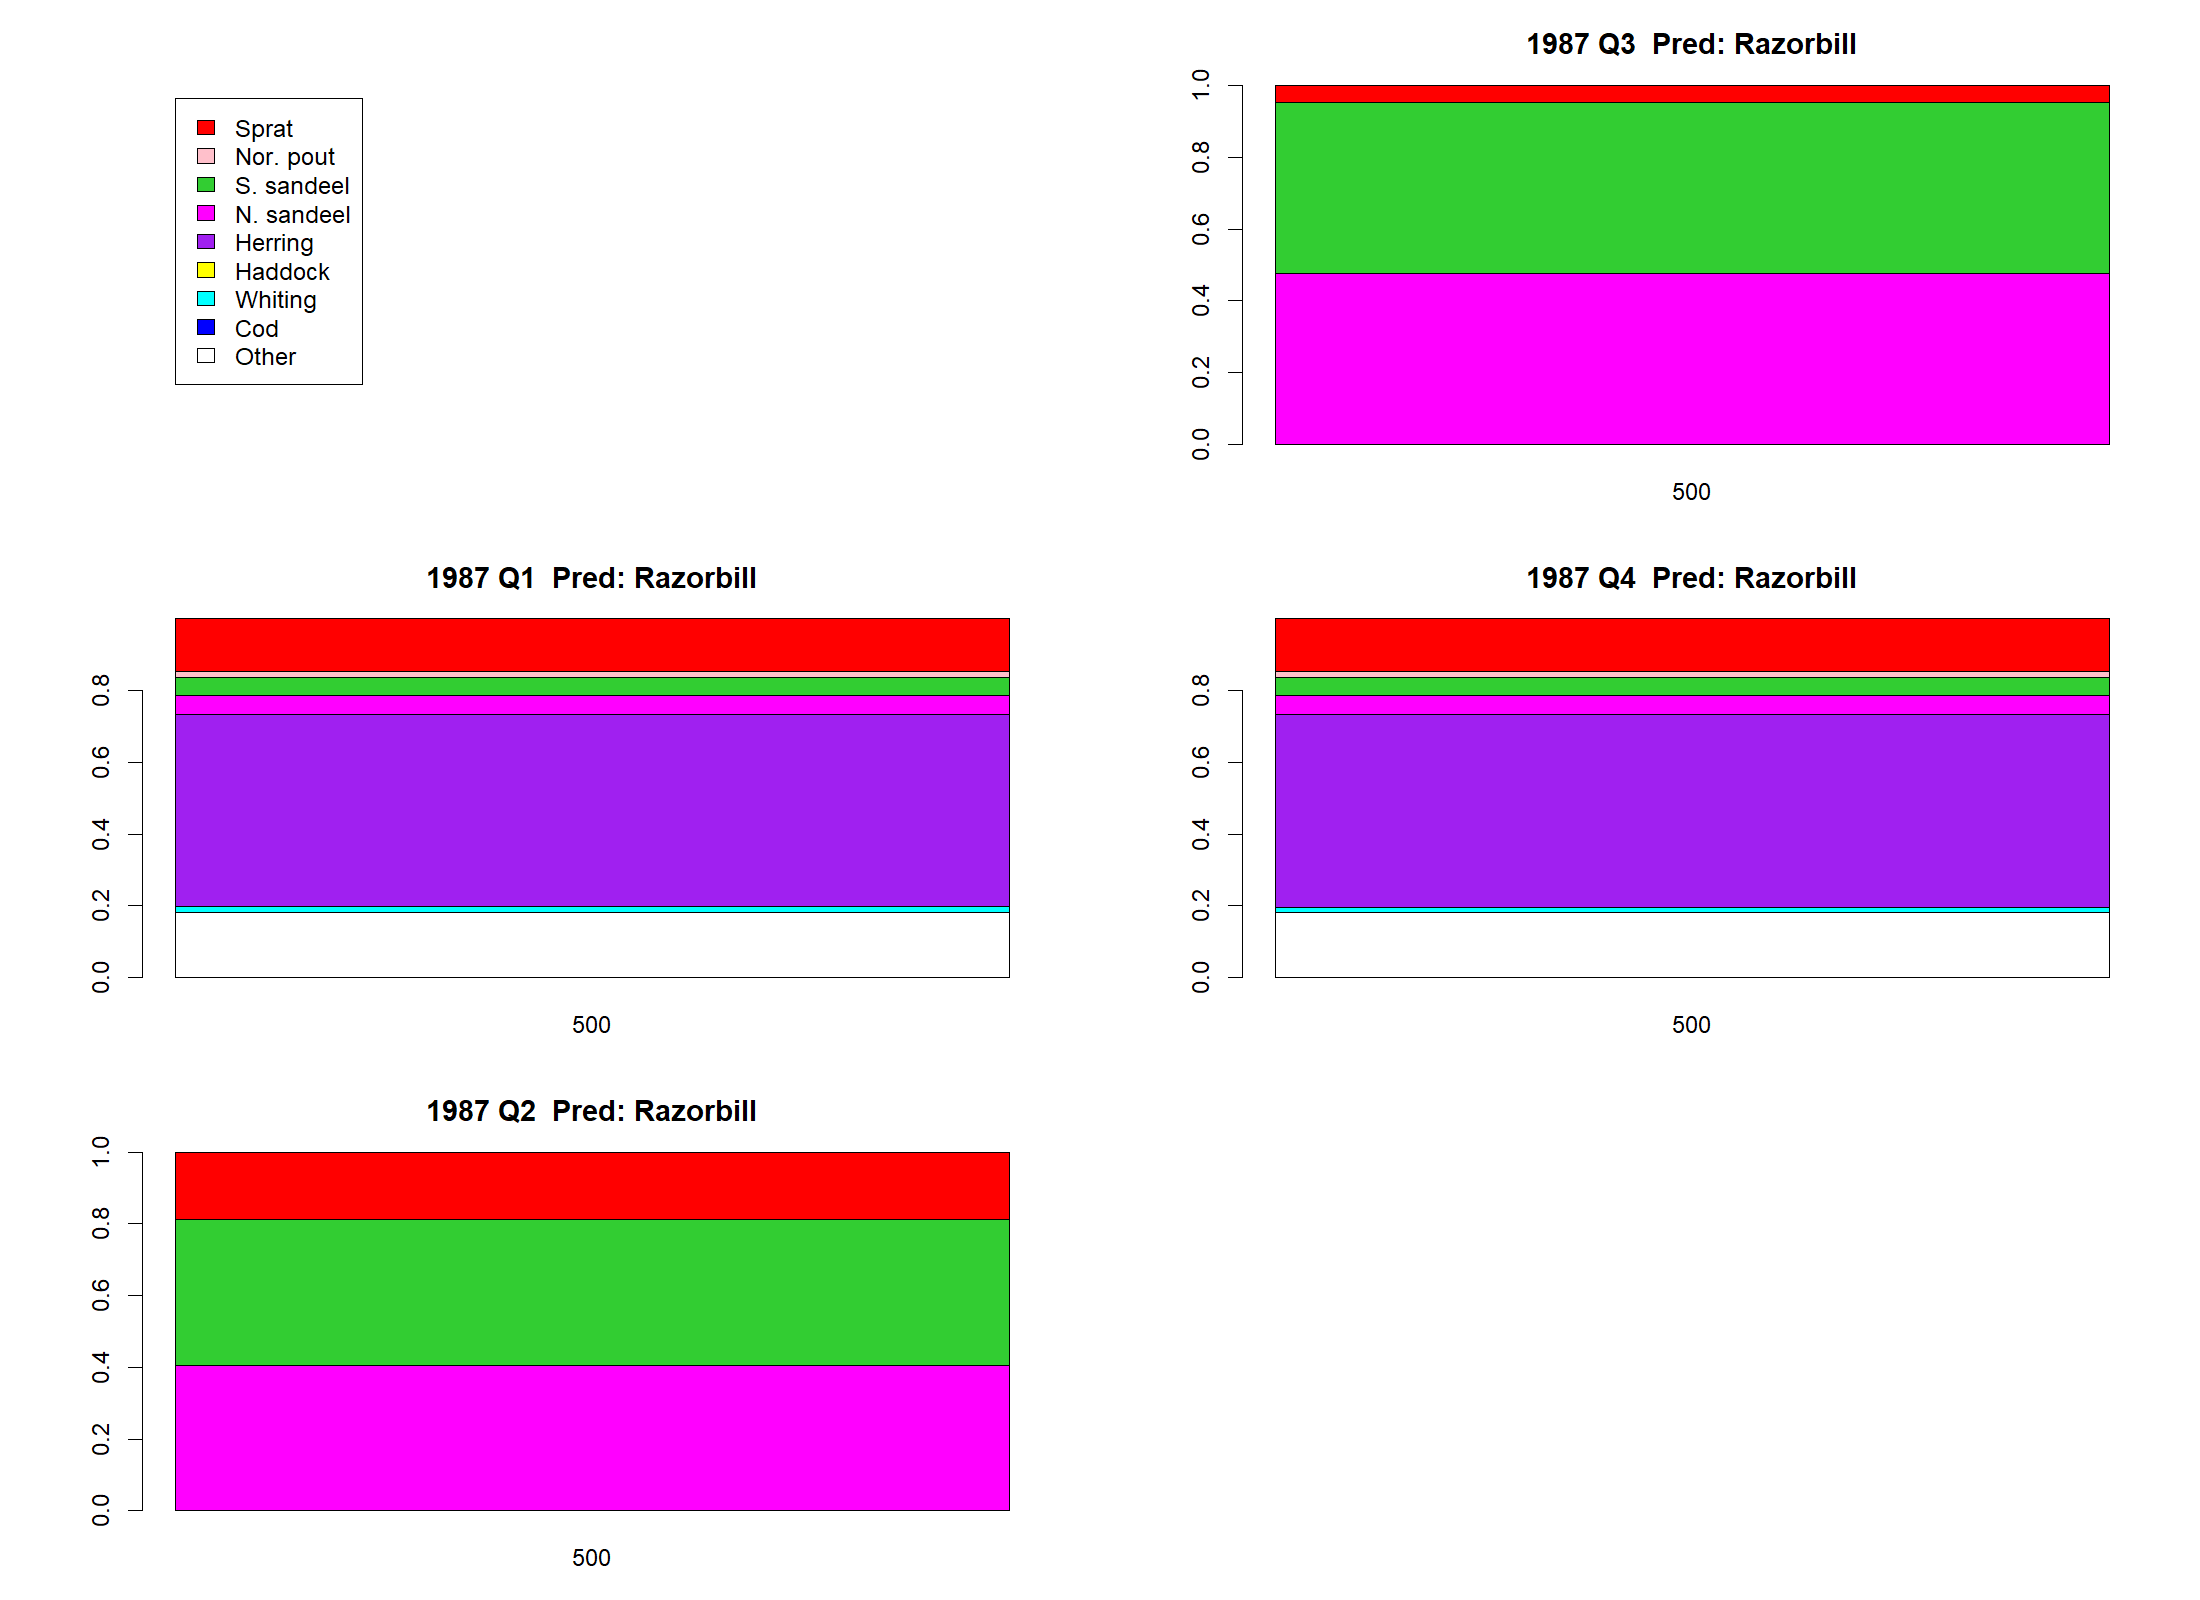 Sprat
Nor. pout
S. sandeel
N. sandeel
Herring
Haddock
Whiting
Cod
Other
1987 Q3  Pred: Razorbill
1.0
0.8
0.6
0.4
0.2
0.0
500
1987 Q1  Pred: Razorbill
0.8
0.6
0.4
0.2
0.0
500
1987 Q4  Pred: Razorbill
0.8
0.6
0.4
0.2
0.0
500
1987 Q2  Pred: Razorbill
1.0
0.8
0.6
0.4
0.2
0.0
500